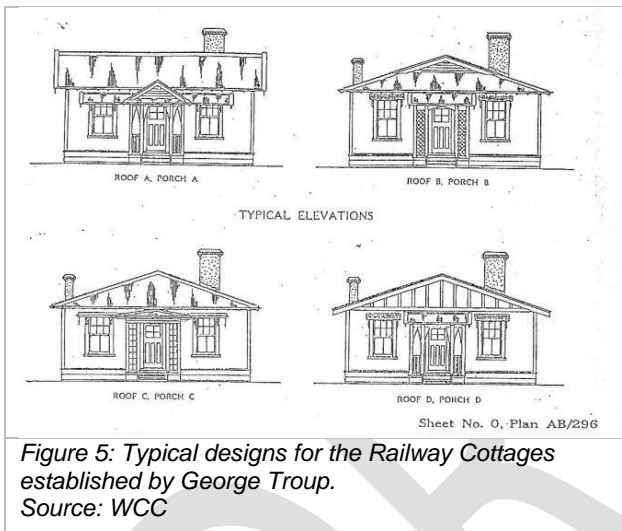 ROOF A, PORCH A
ROOF B, PORCH B
TYPICAL ELEVATIONS
ROOF C, PORCH C
ROOF D, PORCH D
Sheet No. 0, Plan AB/296
Figure 5: Typical designs for the Railway Cottages
established by George Troup.
Source: WCC